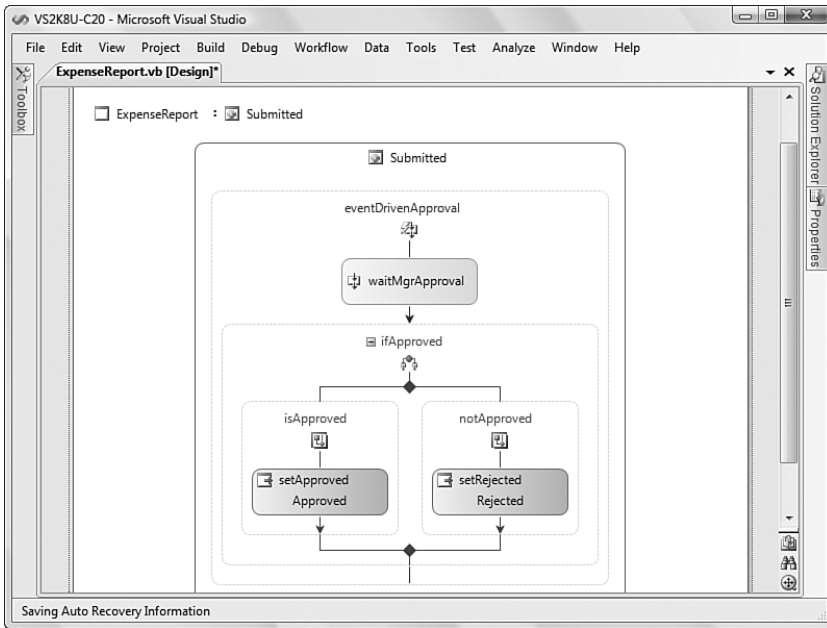 VS2K8U-C20 - Microsoft Visual Studio
File Edit View Project Build Debug Workflow Data Tools Test Analyze Window Help
Toolbox
ExpenseReport.vb [Design]*
Solution Explorer
Properties
ExpenseReport : Submitted
Submitted
eventDrivenApproval
waitMgrApproval
ifApproved
isApproved
notApproved
setApproved
Approved
setRejected
Rejected
Saving Auto Recovery Information